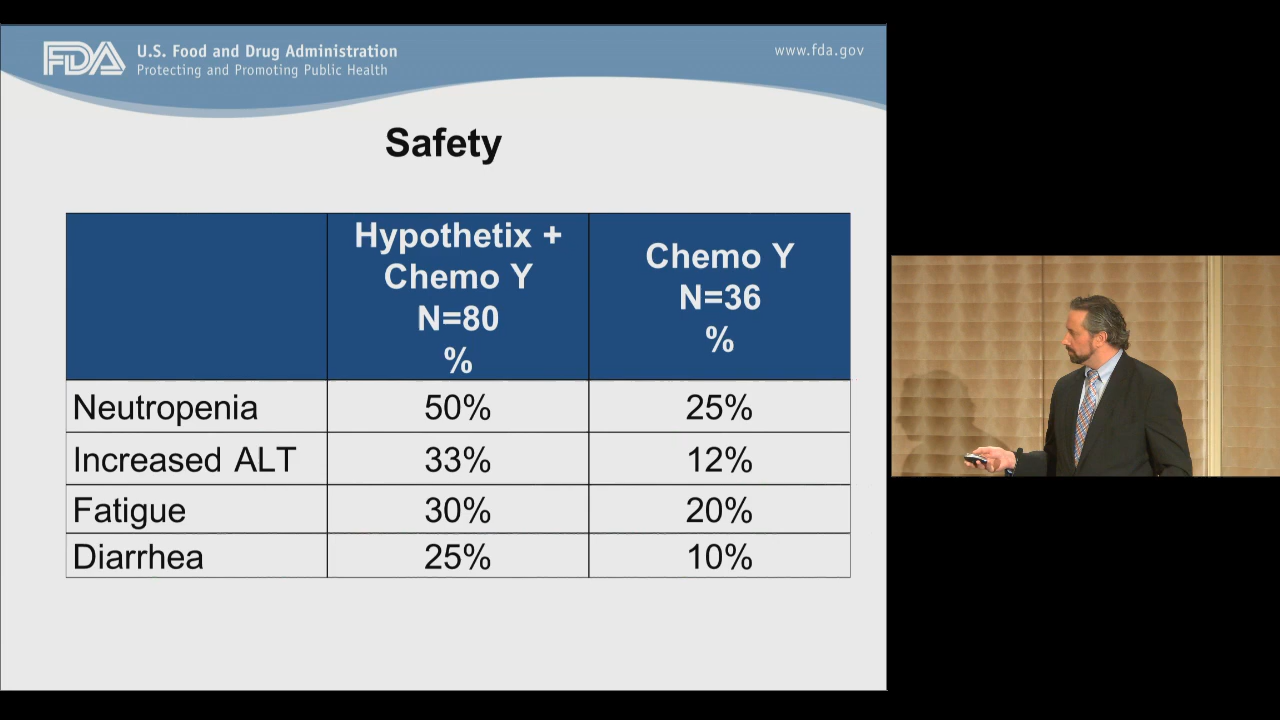 FDA
U.S. Food and Drug Administration
Protecting and Promoting Public Health
www.fda.gov
Safety
Hypothetix +
Chemo Y
N=80
%
Chemo Y
N=36
%
Neutropenia 50% 25%
Increased ALT 33% 12%
Fatigue 30% 20%
Diarrhea 25% 10%